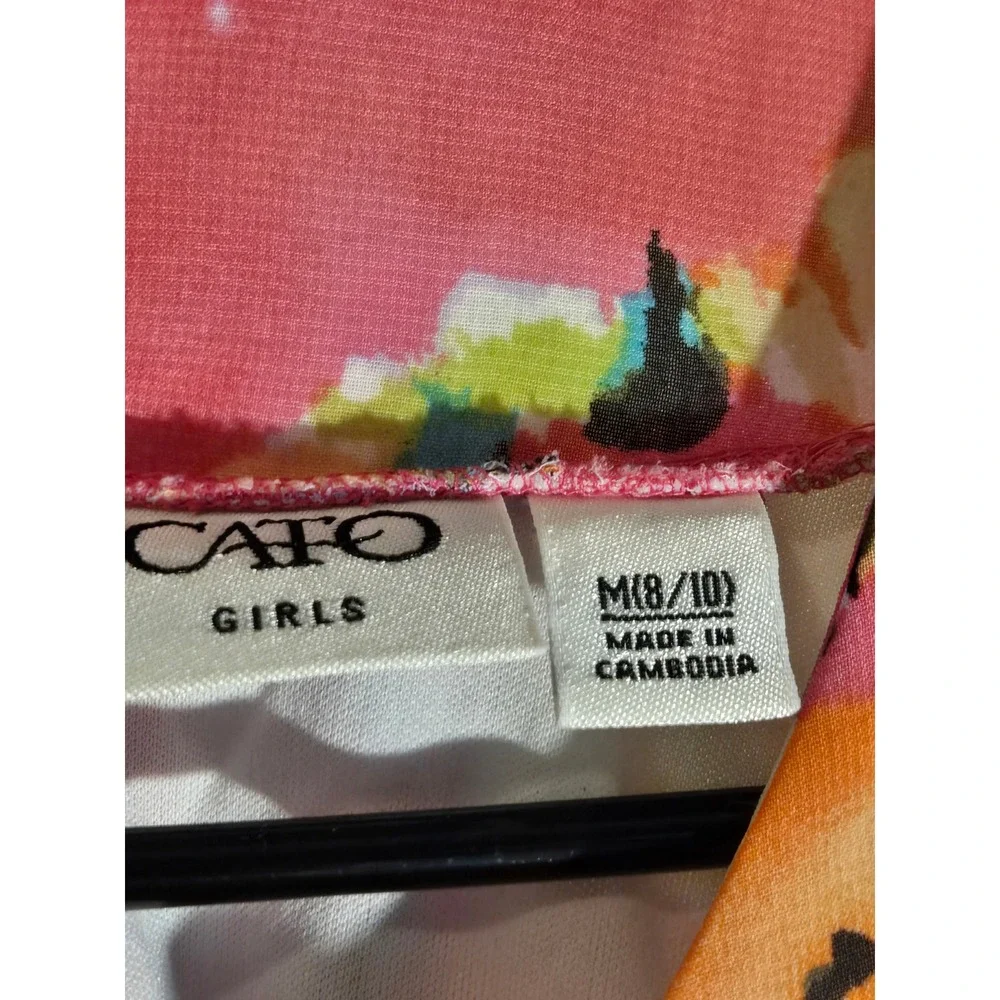 CATO
GIRLS
M(8/10)
MADE IN
CAMBODIA